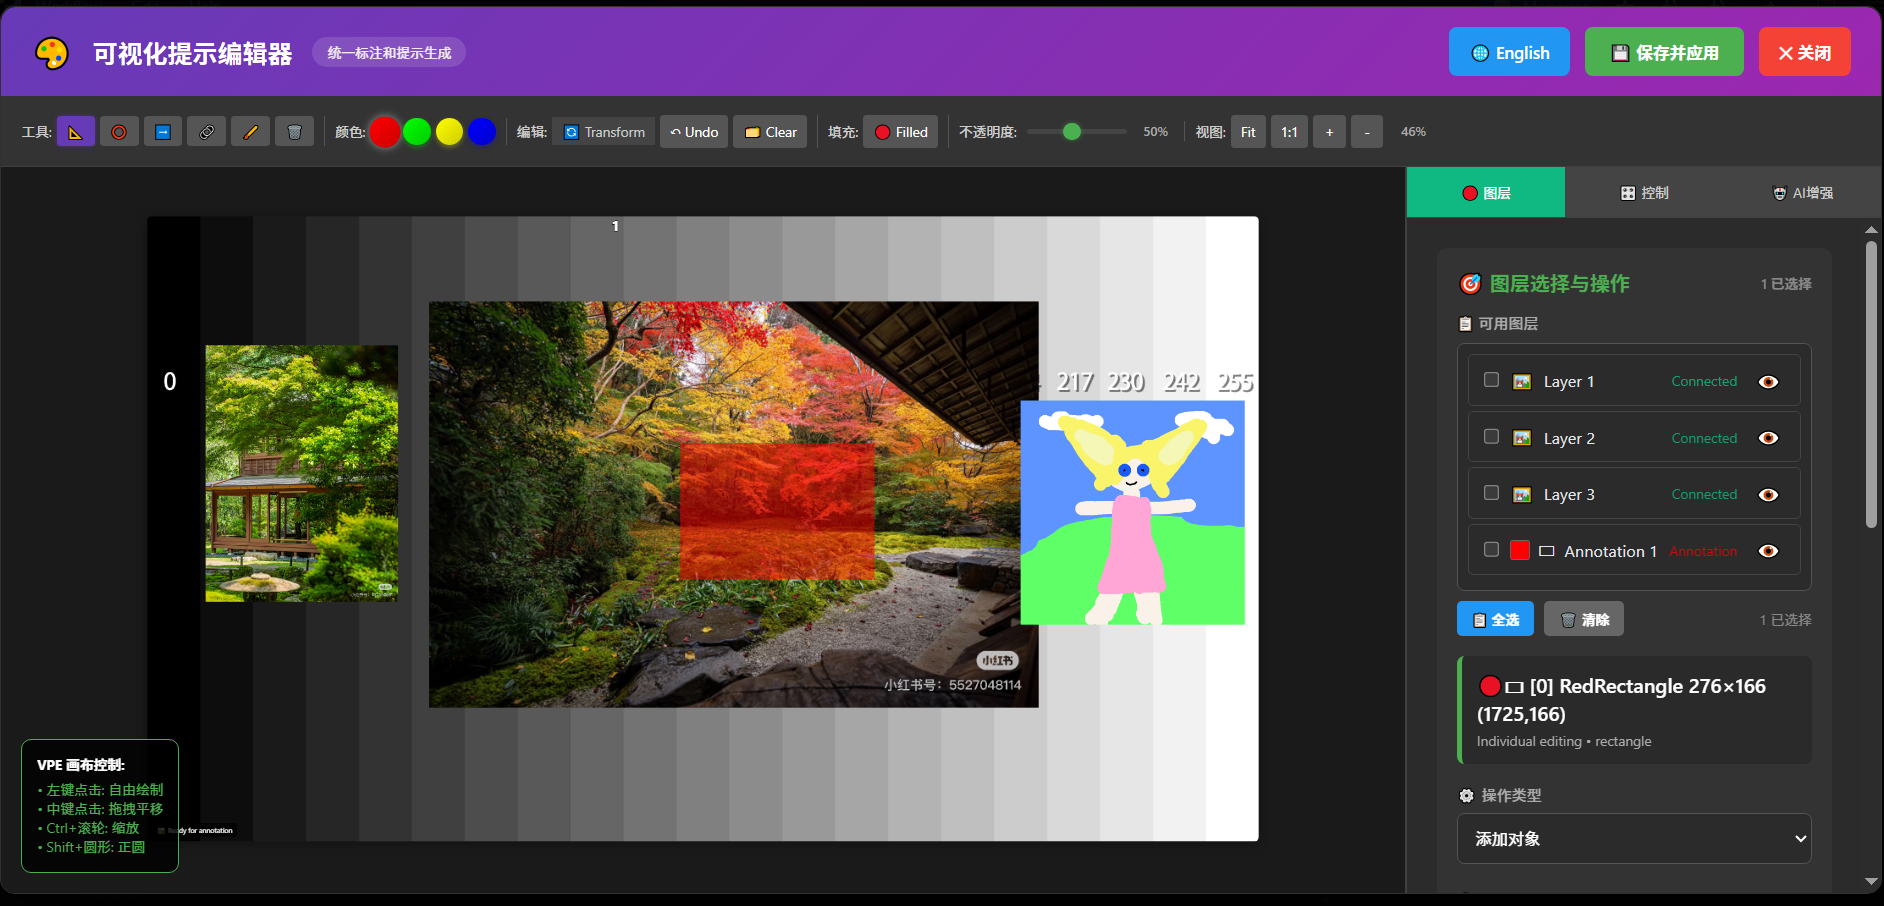 可视化提示编辑器
统一标注和提示生成
English
保存并应用
关闭
工具:
颜色:
编辑:
Transform
Undo
Clear
填充:
Filled
不透明度:
50%
视图:
Fit
1:1
+
-
46%
图层
控制
AI增强
1
0
217 230 242 255
小红书
小红书号: 5527048114
VPE 画布控制:
• 左键点击: 自由绘制
• 中键点击: 拖拽平移
• Ctrl+滚轮: 缩放
• Shift+圆形: 正圆
for annotation
图层选择与操作
1 已选择
可用图层
Layer 1 Connected
Layer 2 Connected
Layer 3 Connected
Annotation 1 Annotation
全选
清除
1 已选择
[0] RedRectangle 276×166
(1725,166)
Individual editing • rectangle
操作类型
添加对象